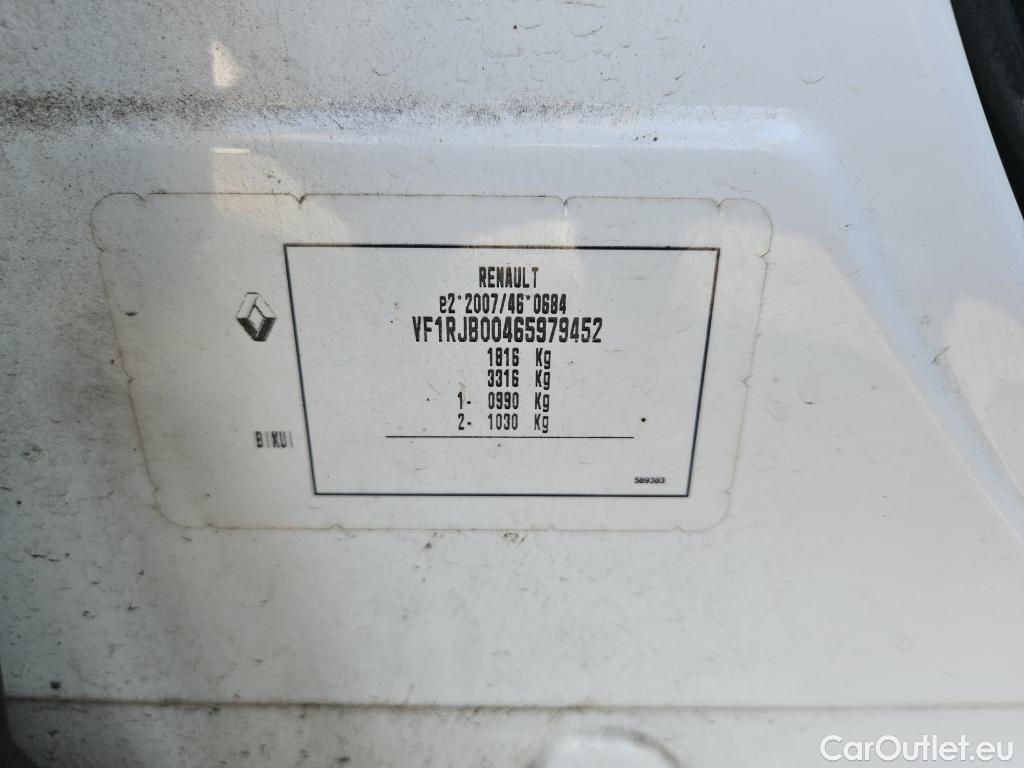 RENAULT
e2*2007/46*0684
VF1RJB00465979452
1816 Kg
3316 Kg
1- 0990 Kg
2- 1030 Kg
589383
CarOutlet.eu